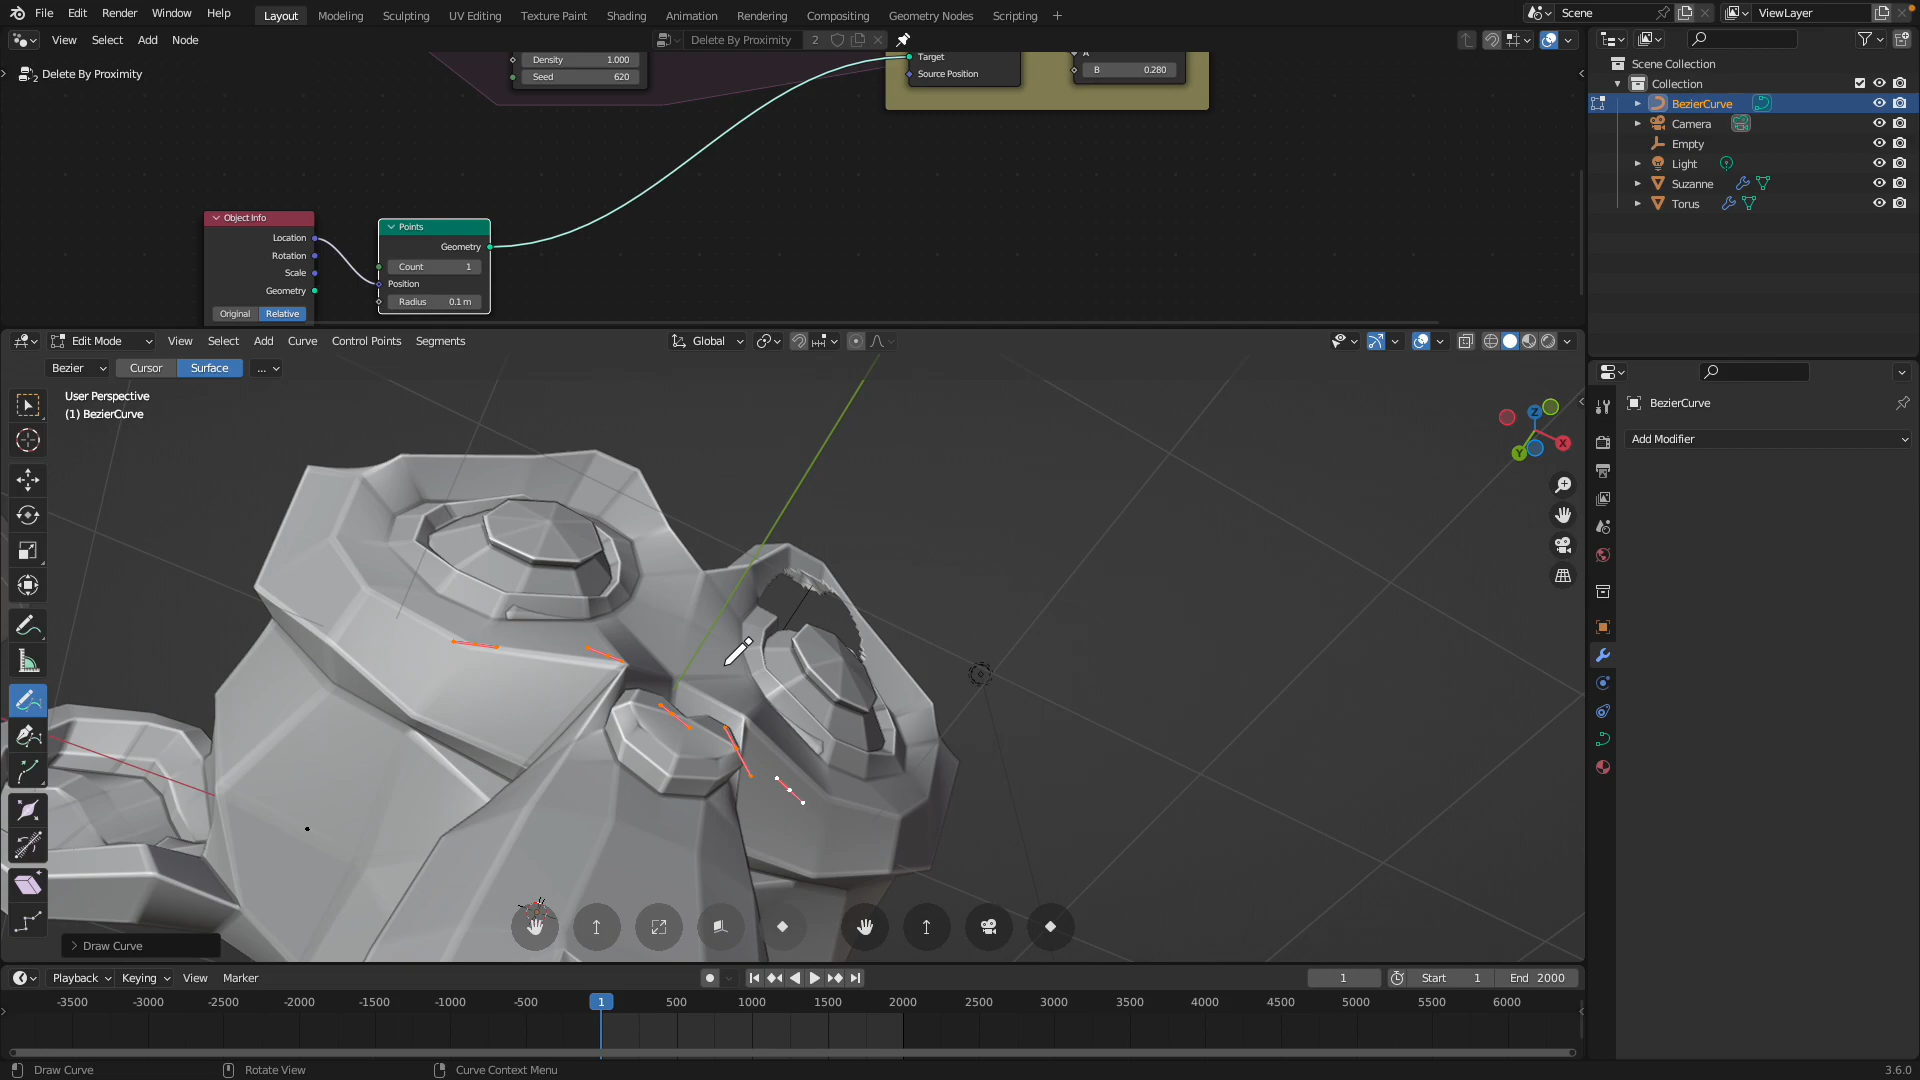 File Edit Render Window Help Layout Modeling Sculpting UV Editing Texture Paint Shading Animation Rendering Compositing Geometry Nodes Scripting Scene ViewLayer
View Select Add Node Delete By Proximity 2
Delete By Proximity
Density 1.000
Seed 620
Target
Source Position
B 0.280
Object Info
Location
Rotation
Scale
Geometry
Original Relative
Points
Geometry
Count 1
Position
Radius 0.1 m
Scene Collection
Collection
BezierCurve
Camera
Empty
Light
Suzanne
Torus
Edit Mode View Select Add Curve Control Points Segments Global
Bezier Cursor Surface ...
User Perspective
(1) BezierCurve
Z
X
Y
BezierCurve
Add Modifier
Draw Curve
Playback Keying View Marker 1 Start 1 End 2000
-3500 -3000 -2500 -2000 -1500 -1000 -500 1 500 1000 1500 2000 2500 3000 3500 4000 4500 5000 5500 6000
Draw Curve Rotate View Curve Context Menu 3.6.0